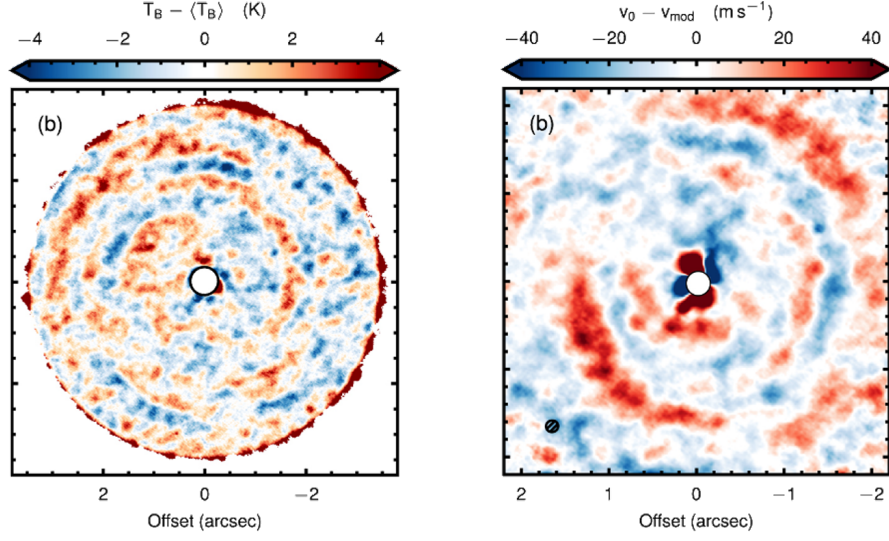 T_B − ⟨T_B⟩ (K)
v_0 − v_mod (m s⁻¹)
−4 −2 0 2 4
−40 −20 0 20 40
(b)
(b)
2 0 −2
2 1 0 −1 −2
Offset (arcsec)
Offset (arcsec)